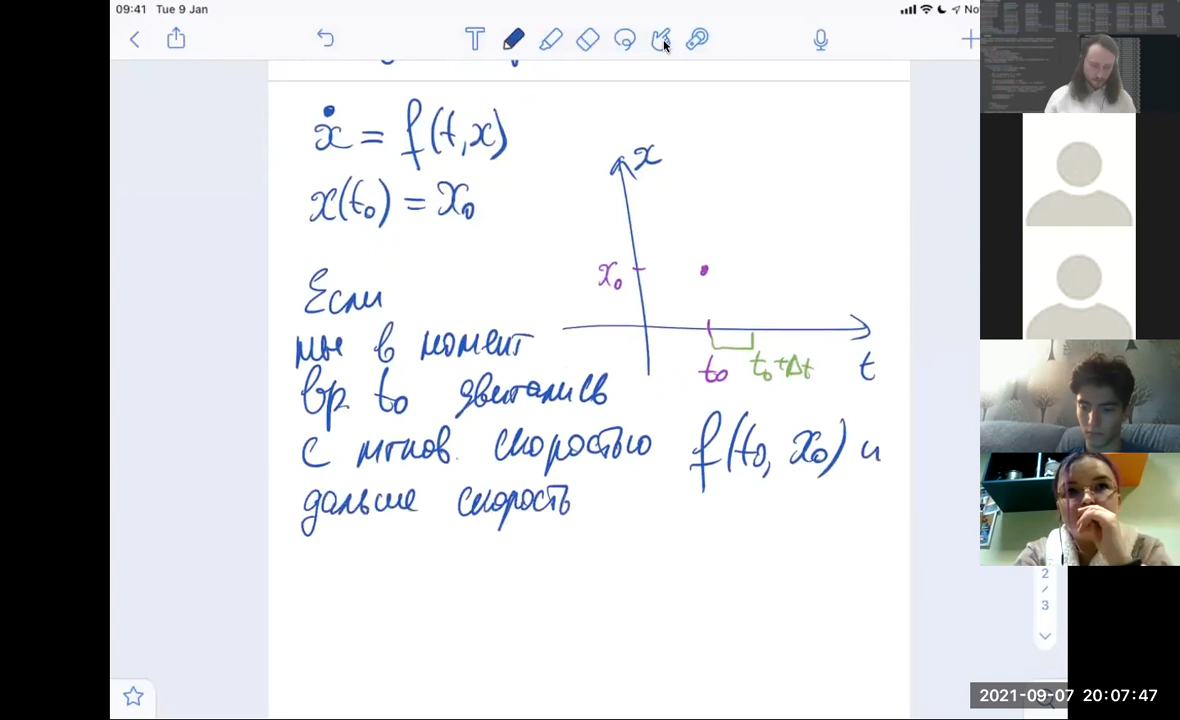 09:41 Tue 9 Jan
ẋ = f(t,x)
x(t₀) = x₀
x
x₀
t₀
t₀+Δt
t
Если
мы в момент
вр. t₀ двигались
с мгнов. скоростью f(t₀, x₀) и
дальше скорость
2
/
3
2021-09-07 20:07:47